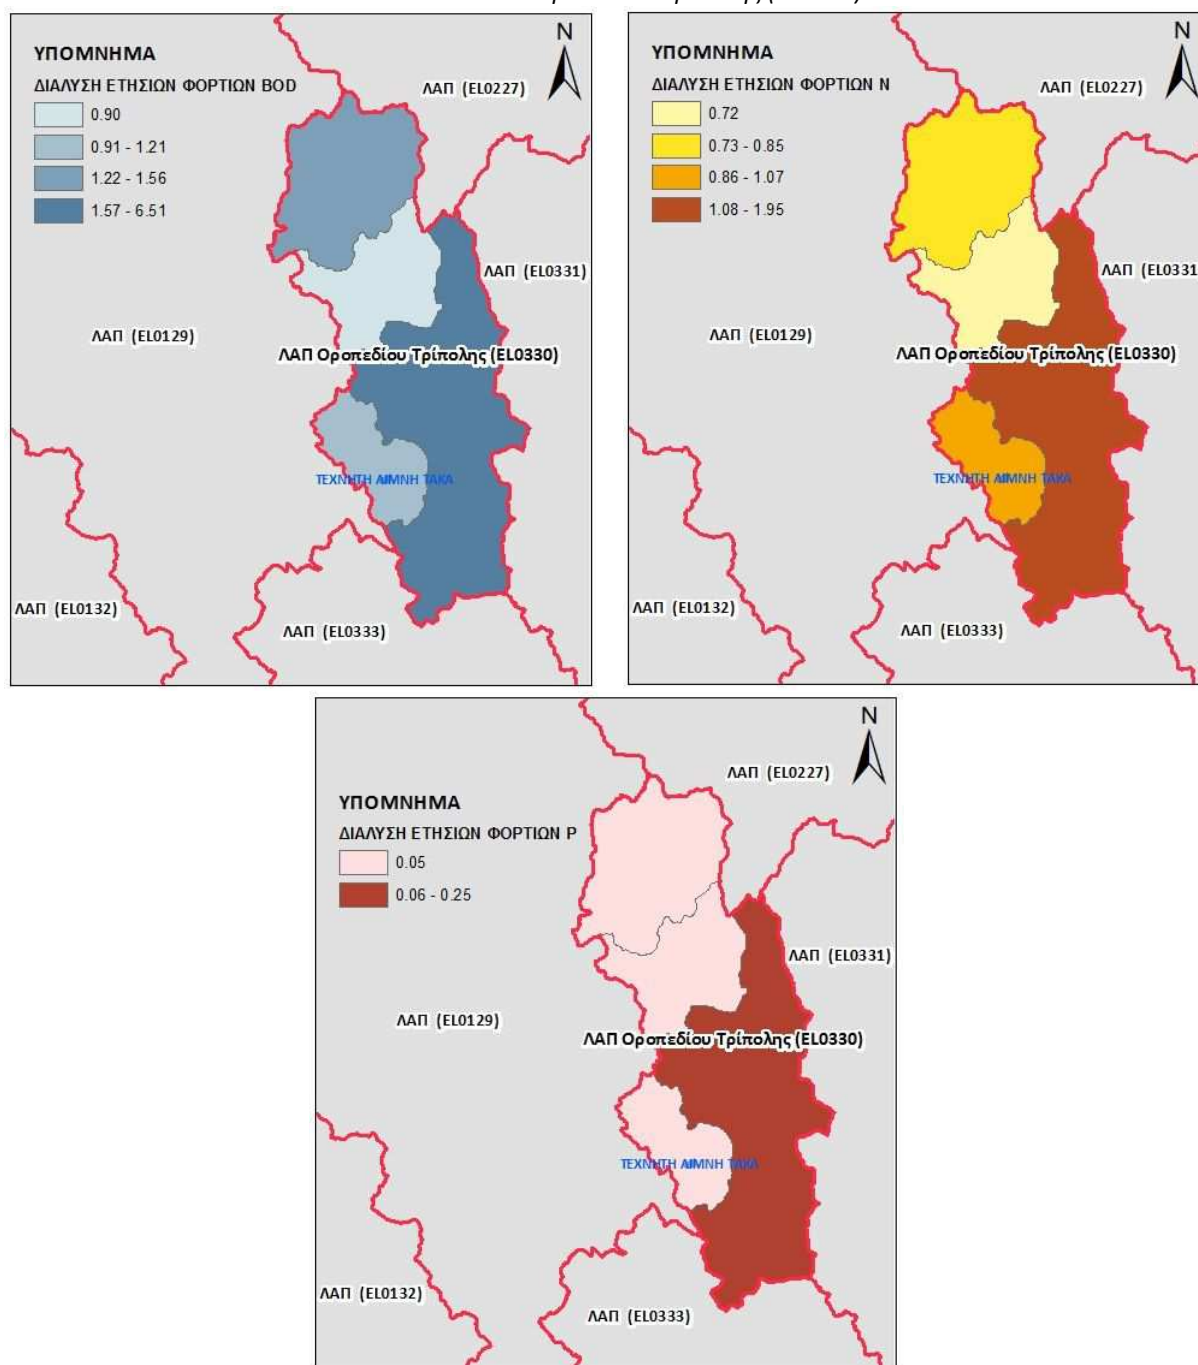 N
ΥΠΟΜΝΗΜΑ
ΔΙΑΛΥΣΗ ΕΤΗΣΙΩΝ ΦΟΡΤΙΩΝ BOD
0.90
0.91 - 1.21
1.22 - 1.56
1.57 - 6.51
ΛΑΠ (EL0227)
ΛΑΠ (EL0331)
ΛΑΠ (EL0129)
ΛΑΠ Οροπεδίου Τρίπολης (EL0330)
ΤΕΧΝΗΤΗ ΛΙΜΝΗ ΤΑΚΑ
ΛΑΠ (EL0132)
ΛΑΠ (EL0333)
N
ΥΠΟΜΝΗΜΑ
ΔΙΑΛΥΣΗ ΕΤΗΣΙΩΝ ΦΟΡΤΙΩΝ N
0.72
0.73 - 0.85
0.86 - 1.07
1.08 - 1.95
ΛΑΠ (EL0227)
ΛΑΠ (EL0331
ΛΑΠ (EL0129)
ΛΑΠ Οροπεδίου Τρίπολης (EL0330)
ΤΕΧΝΗΤΗ ΛΙΜΝΗ ΤΑΚΑ
ΛΑΠ (EL0132)
ΛΑΠ (EL0333)
N
ΥΠΟΜΝΗΜΑ
ΔΙΑΛΥΣΗ ΕΤΗΣΙΩΝ ΦΟΡΤΙΩΝ P
0.05
0.06 - 0.25
ΛΑΠ (EL0227)
ΛΑΠ (EL0331)
ΛΑΠ (EL0129)
ΛΑΠ Οροπεδίου Τρίπολης (EL0330)
ΤΕΧΝΗΤΗ ΛΙΜΝΗ ΤΑΚΑ
ΛΑΠ (EL0132)
ΛΑΠ (EL0333)